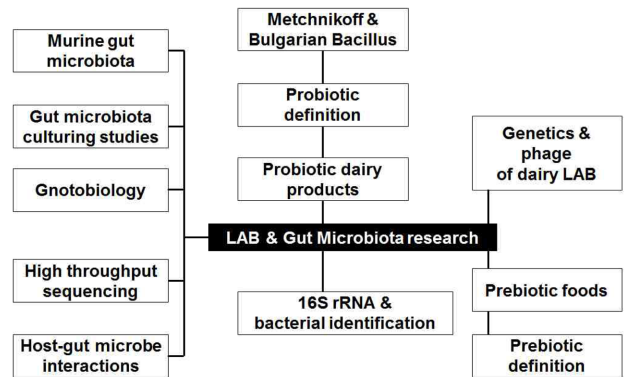 Murine gut
microbiota
Gut microbiota
culturing studies
Gnotobiology
High throughput
sequencing
Host-gut microbe
interactions
Metchnikoff &
Bulgarian Bacillus
Probiotic
definition
Probiotic dairy
products
LAB & Gut Microbiota research
16S rRNA &
bacterial identification
Genetics &
phage
of dairy LAB
Prebiotic foods
Prebiotic
definition